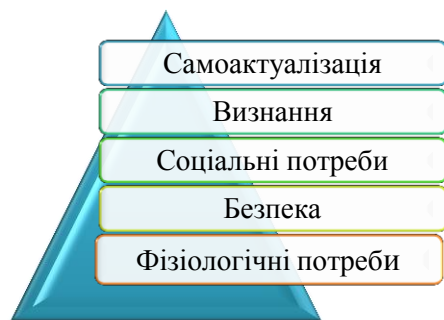 Самоактуалізація
Визнання
Соціальні потреби
Безпека
Фізіологічні потреби